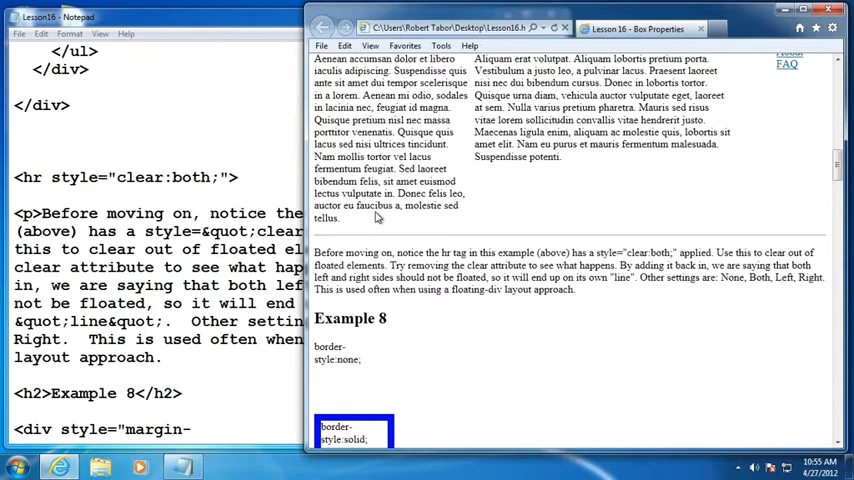 Lesson16 - Notepad
File Edit Format View Help
</ul>
</div>
</div>
<hr style="clear:both;">
<p>Before moving on, notice the
(above) has a style=&quot;clear
this to clear out of floated e
clear attribute to see what hap
in, we are saying that both lef
not be floated, so it will end
&quot;line&quot;.  Other settin
Right.  This is used often when
layout approach.
<h2>Example 8</h2>
<div style="margin-
C:\Users\Robert Tabor\Desktop\Lesson16.h
Lesson 16 - Box Properties
File Edit View Favorites Tools Help
Aenean accumsan dolor et libero
iaculis adipiscing. Suspendisse quis
ante sit amet dui tempor scelerisque
in a lorem. Aenean mi odio, sodales
in lacinia nec, feugiat id magna.
Quisque prium nisl nec massa
porttitor venenatis. Quisque quis
lacus sed nisi ultrices tincidunt.
Nam mollis tortor vel lacus
fermentum feugiat. Sed laoreet
bibendum felis, sit amet euismod
lectus vulputate in. Donec felis leo,
auctor eu faucibus a, molestie sed
tellus.
Aliquam erat volutpat. Aliquam lobortis pretium porta.
Vestibulum a justo leo, a pulvinar lacus. Praesent laoreet
nisi nec dui bibendum cursus. Donec in lobortis tortor.
Quisque urna diam, vehicula auctor vulputate eget, faucibus
at sem. Nulla varius pretium pharetra. Mauris sed risus
vitae lorem sollicitudin convallis vitae hendrerit justo.
Maecenas ligula enim, aliquam ac molestie quis, lobortis sit
amet elit. Nam eu purus et mauris fermentum malesuada.
Suspendisse potenti.
About
FAQ
Before moving on, notice the hr tag in this example (above) has a style="clear:both;" applied. Use this to clear out of
floated elements. Try removing the clear attribute to see what happens. By adding it back in, we are saying that both
left and right sides should not be floated, so it will end up on its own "line". Other settings are: None, Both, Left, Right.
This is used often when using a floating-div layout approach.
Example 8
border-
style:none;
border-
style:solid;
10:55 AM
4/27/2012